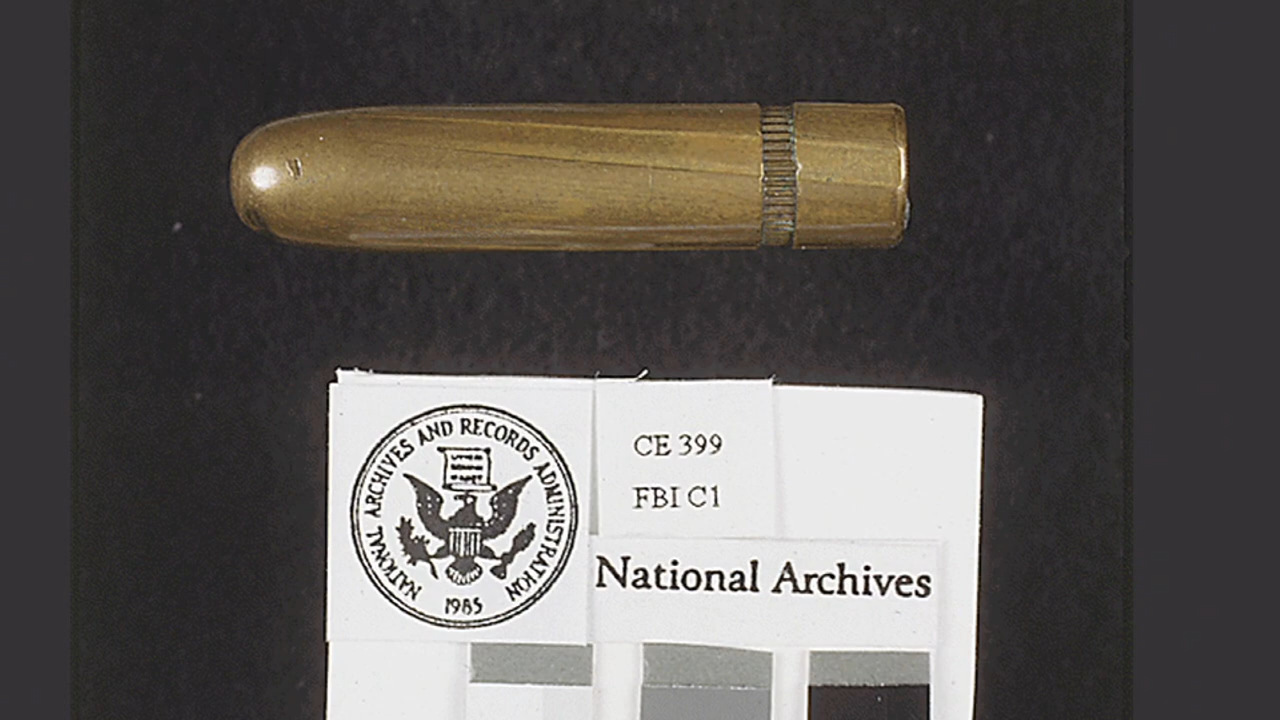 NATIONAL ARCHIVES AND RECORDS ADMINISTRATION
1985
CE 399
FBI C1
National Archives